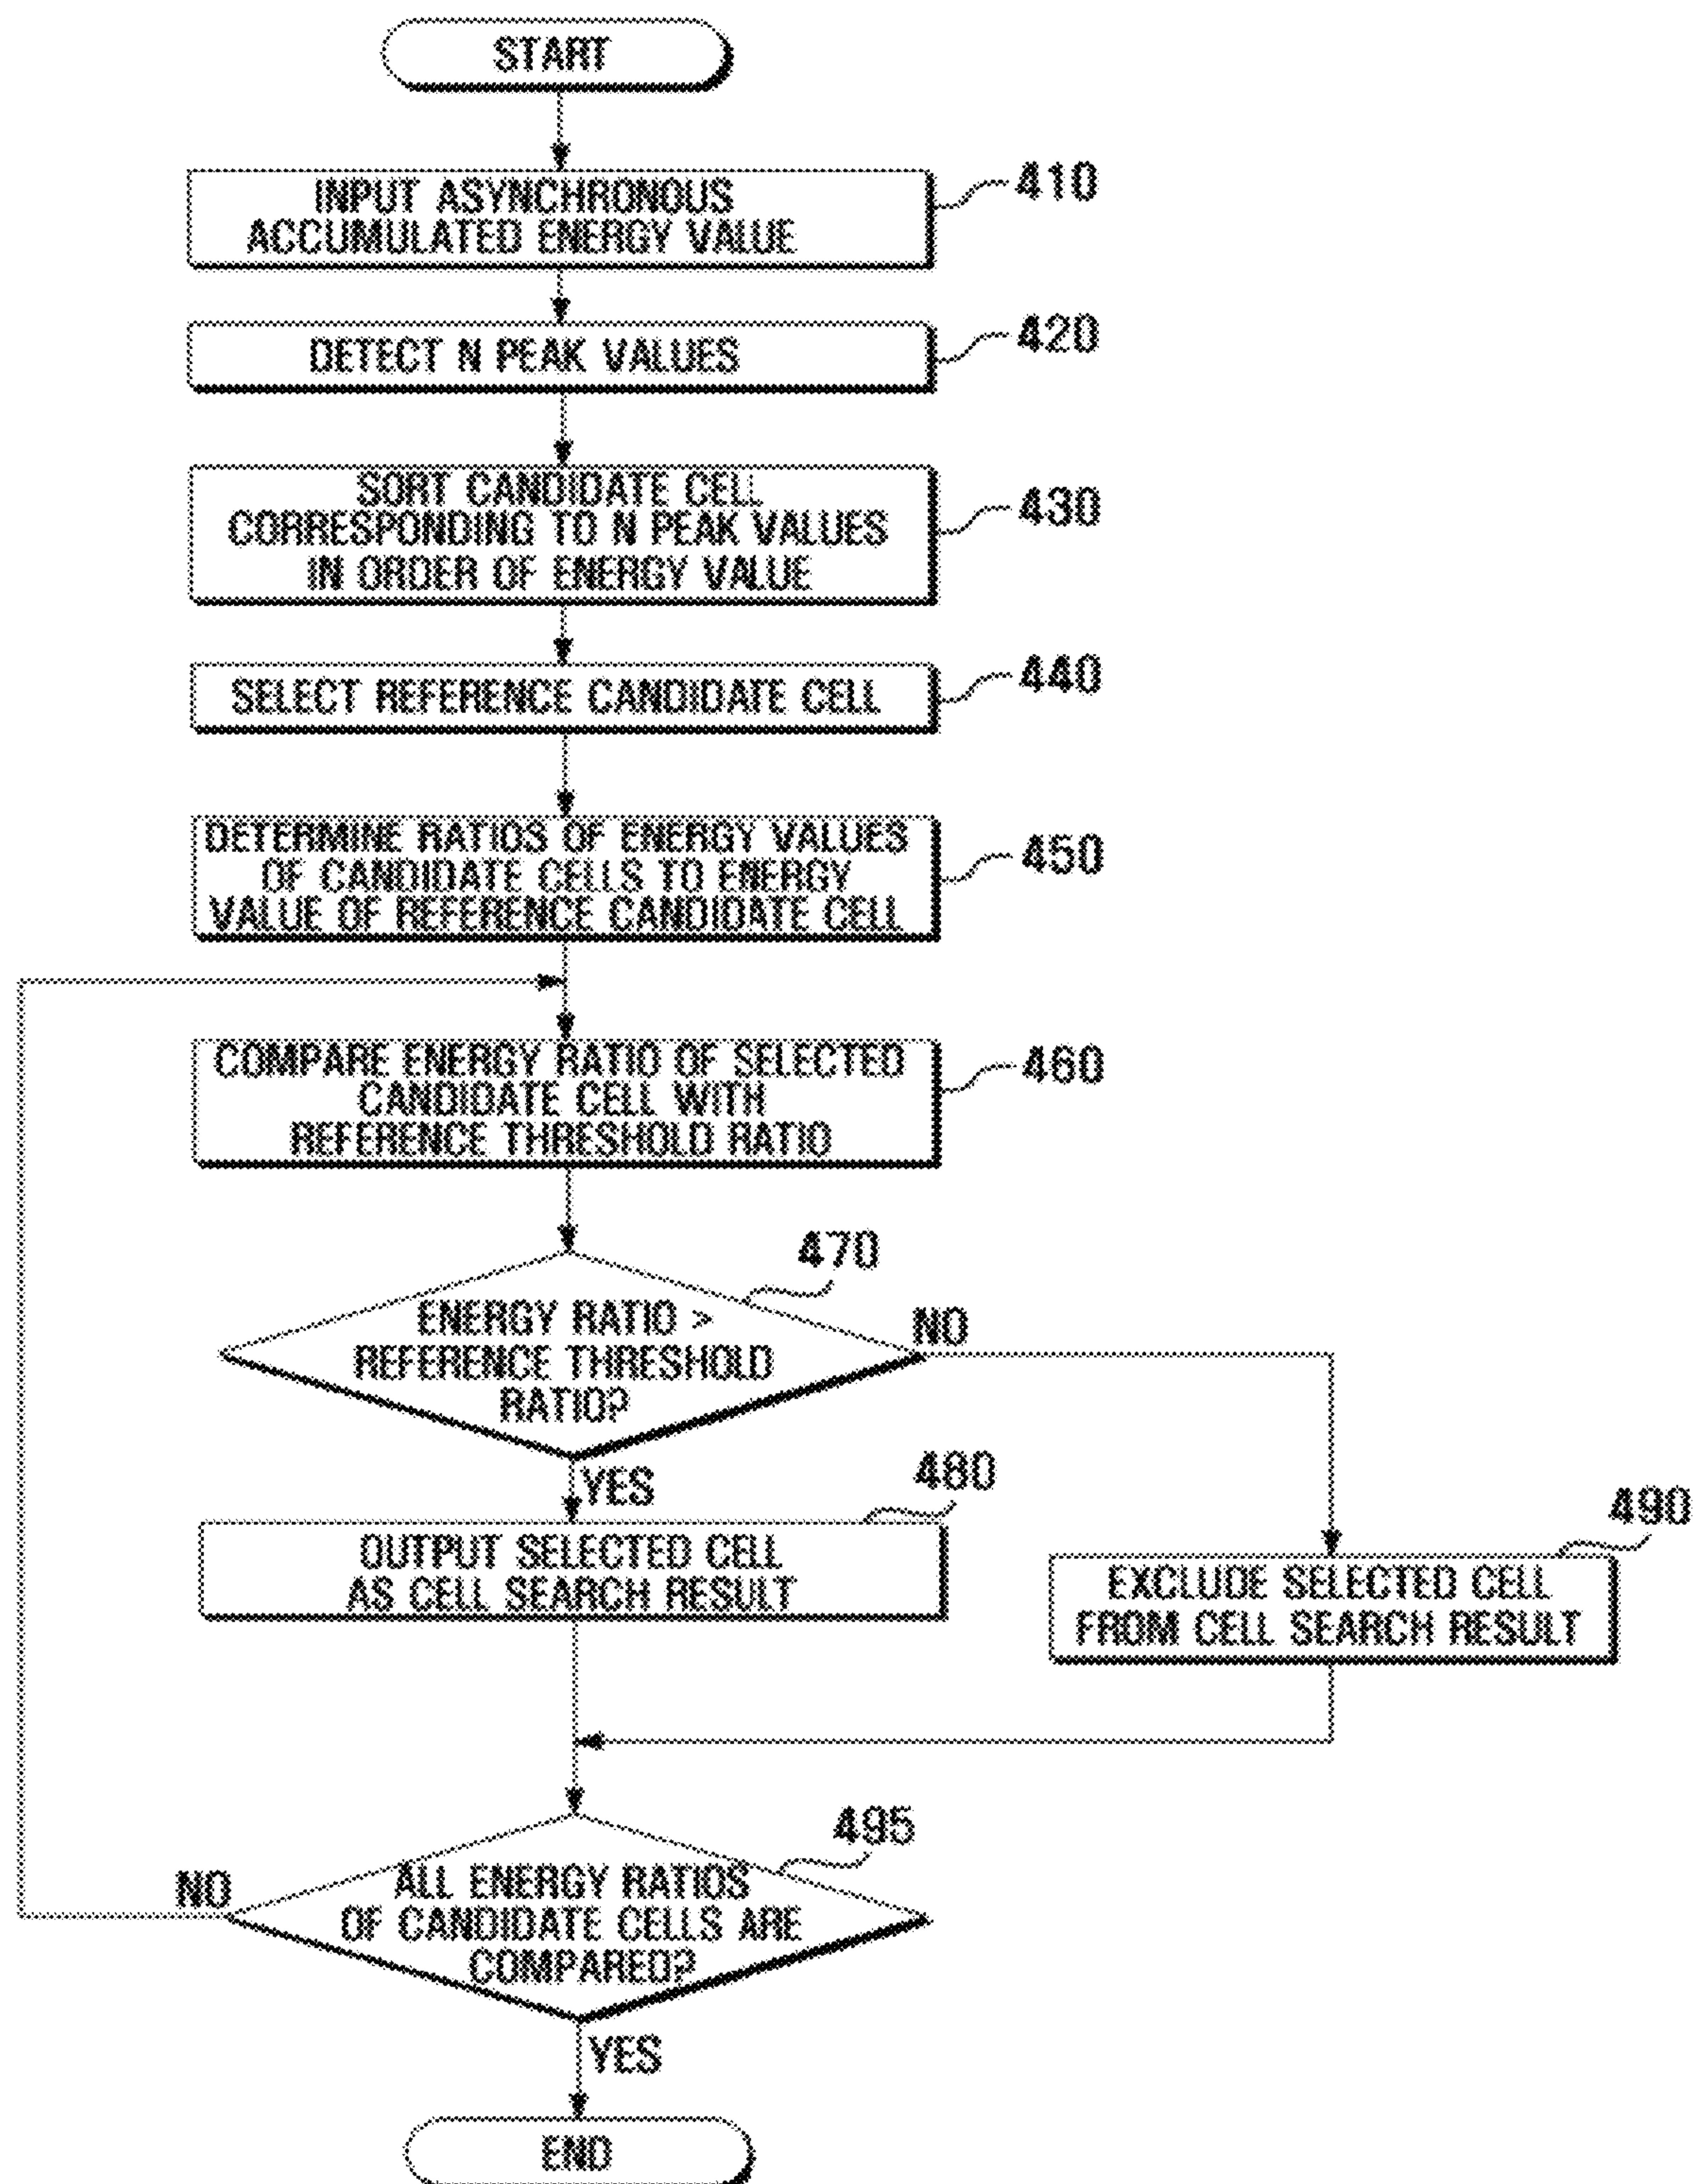 START
INPUT ASYNCHRONOUS
ACCUMULATED ENERGY VALUE
410
DETECT N PEAK VALUES
420
SORT CANDIDATE CELL
CORRESPONDING TO N PEAK VALUES
IN ORDER OF ENERGY VALUE
430
SELECT REFERENCE CANDIDATE CELL
440
DETERMINE RATIOS OF ENERGY VALUES
OF CANDIDATE CELLS TO ENERGY
VALUE OF REFERENCE CANDIDATE CELL
450
COMPARE ENERGY RATIO OF SELECTED
CANDIDATE CELL WITH
REFERENCE THRESHOLD RATIO
460
470
ENERGY RATIO >
REFERENCE THRESHOLD
RATIO?
NO
YES
480
OUTPUT SELECTED CELL
AS CELL SEARCH RESULT
490
EXCLUDE SELECTED CELL
FROM CELL SEARCH RESULT
495
ALL ENERGY RATIOS
OF CANDIDATE CELLS ARE
COMPARED?
NO
YES
END